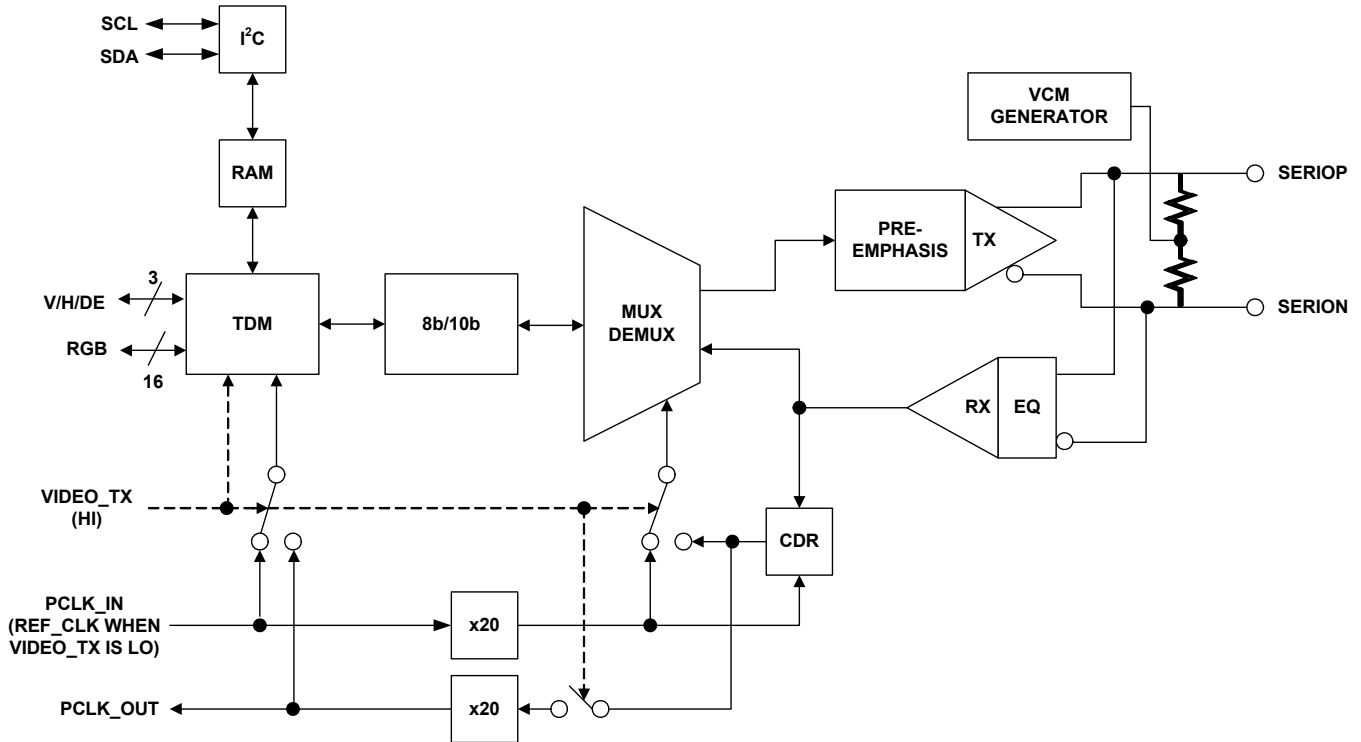 SCL
SDA
I²C
VCM
GENERATOR
RAM
SERIOP
PRE-
EMPHASIS
TX
3
V/H/DE
TDM
8b/10b
MUX
DEMUX
SERION
RGB
16
RX
EQ
VIDEO_TX
(HI)
CDR
PCLK_IN
(REF_CLK WHEN
VIDEO_TX IS LO)
x20
PCLK_OUT
x20